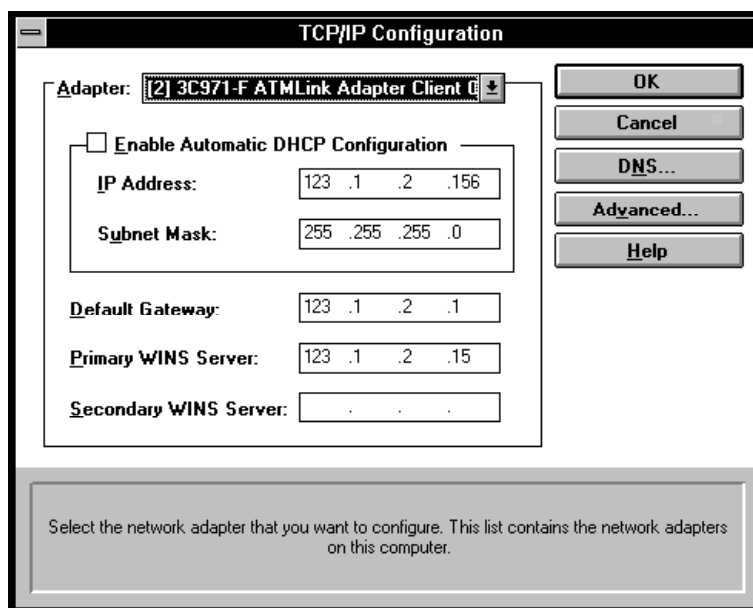 TCP/IP Configuration
Adapter: [2] 3C971-F ATMLink Adapter Client
Enable Automatic DHCP Configuration
IP Address: 123 .1 .2 .156
Subnet Mask: 255 .255 .255 .0
Default Gateway: 123 .1 .2 .1
Primary WINS Server: 123 .1 .2 .15
Secondary WINS Server: . . .
OK
Cancel
DNS...
Advanced...
Help
Select the network adapter that you want to configure. This list contains the network adapters
on this computer.